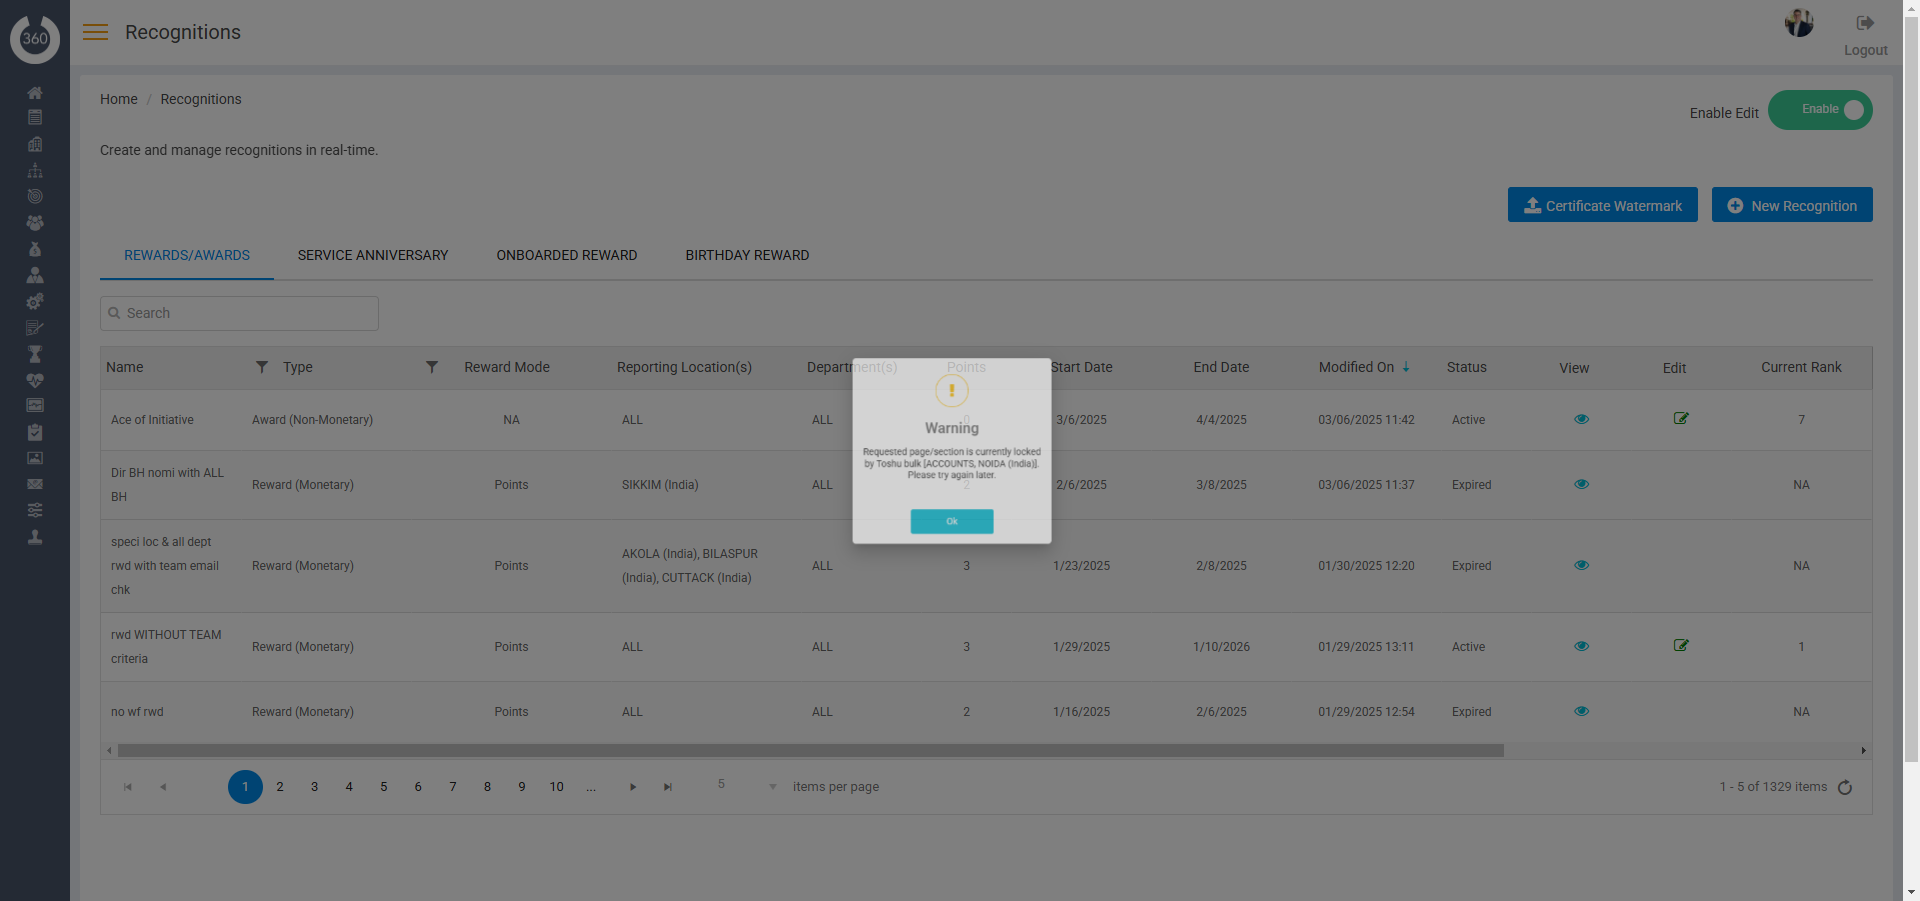 360
Recognitions
Logout
Home / Recognitions
Enable Edit
Enable
Create and manage recognitions in real-time.
Certificate Watermark
New Recognition
REWARDS/AWARDS SERVICE ANNIVERSARY ONBOARDED REWARD BIRTHDAY REWARD
Search
Name Type Reward Mode Reporting Location(s) Department(s) Points Start Date End Date Modified On Status View Edit Current Rank
Ace of Initiative Award (Non-Monetary) NA ALL ALL 0 3/6/2025 4/4/2025 03/06/2025 11:42 Active 7
Dir BH nomi with ALL
BH
Reward (Monetary) Points SIKKIM (India) ALL 2 2/6/2025 3/8/2025 03/06/2025 11:37 Expired NA
speci loc & all dept
rwd with team email
chk
Reward (Monetary) Points
AKOLA (India), BILASPUR
(India), CUTTACK (India)
ALL 3 1/23/2025 2/8/2025 01/30/2025 12:20 Expired NA
rwd WITHOUT TEAM
criteria
Reward (Monetary) Points ALL ALL 3 1/29/2025 1/10/2026 01/29/2025 13:11 Active 1
no wf rwd Reward (Monetary) Points ALL ALL 2 1/16/2025 2/6/2025 01/29/2025 12:54 Expired NA
Warning
Requested page/section is currently locked
by Toshu bulk [ACCOUNTS, NOIDA (India)].
Please try again later.
Ok
1 2 3 4 5 6 7 8 9 10 ... 5 items per page
1 - 5 of 1329 items